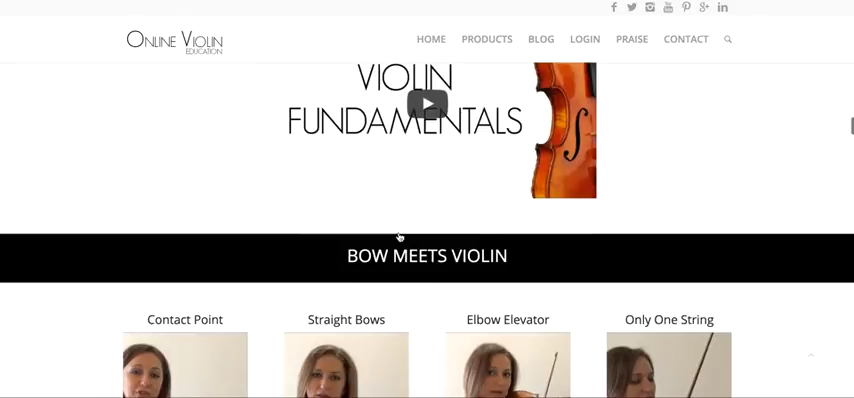 ONLINE VIOLIN
EDUCATION
HOME PRODUCTS BLOG LOGIN PRAISE CONTACT
VIOLIN
FUNDAMENTALS
BOW MEETS VIOLIN
Contact Point Straight Bows Elbow Elevator Only One String